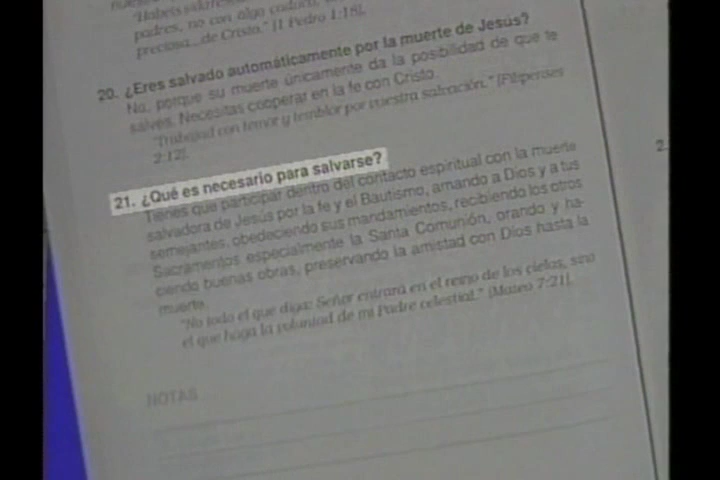 "Habéis sido
padres, no con algo caduco,
preciosa...de Cristo." [1 Pedro 1:18].
20. ¿Eres salvado automáticamente por la muerte de Jesús?
No, porque su muerte únicamente da la posibilidad de que te
salves. Necesitas cooperar en la fe con Cristo.
"Trabajad con temor y temblor por vuestra salvación." [Filipenses
2:12].
21. ¿Qué es necesario para salvarse?
Tienes que participar dentro del contacto espiritual con la muerte
salvadora de Jesús por la fe y el Bautismo, amando a Dios y a tus
semejantes, obedeciendo sus mandamientos, recibiendo los otros
Sacramentos especialmente la Santa Comunión, orando y ha-
ciendo buenas obras, preservando la amistad con Dios hasta la
muerte.
"No todo el que diga: Señor entrará en el reino de los cielos, sino
el que haga la voluntad de mi Padre celestial." [Mateo 7:21].
NOTAS
2.